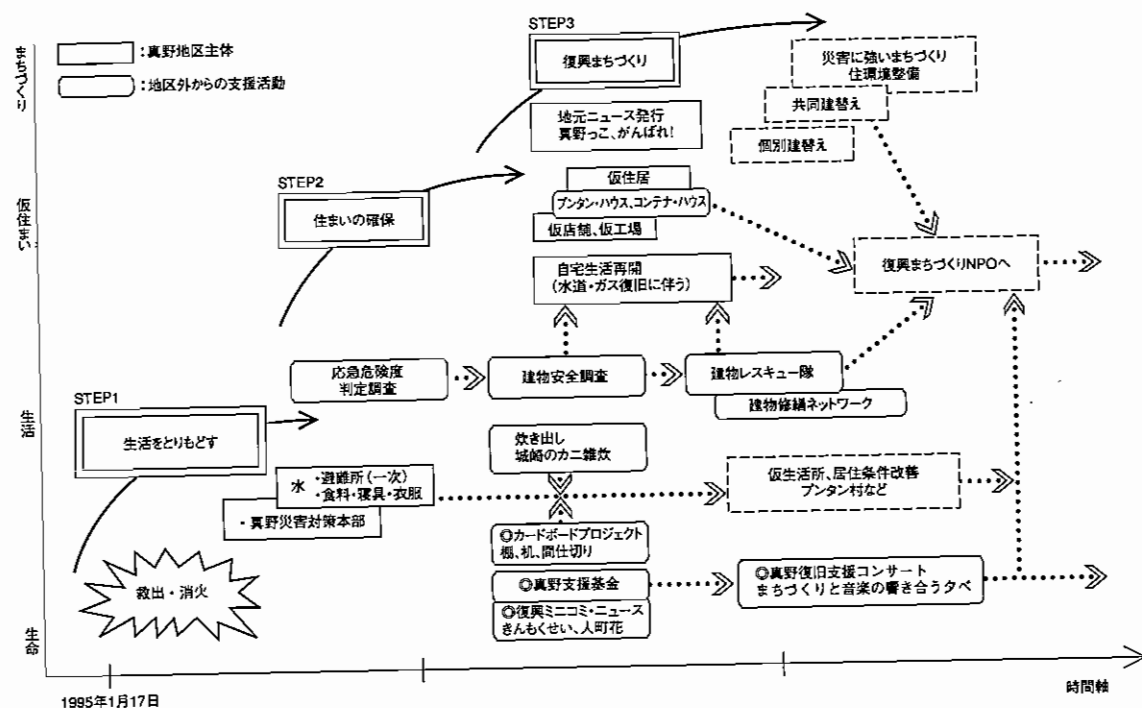 まちづくり
仮住まい
生活
生命
:真野地区主体
:地区外からの支援活動
STEP3
復興まちづくり
災害に強いまちづくり
住環境整備
共同建替え
個別建替え
地元ニュース発行
真野っこ、がんばれ!
STEP2
住まいの確保
仮住居
ブンタン・ハウス、コンテナ・ハウス
仮店舗、仮工場
自宅生活再開
(水道・ガス復旧に伴う)
復興まちづくりNPOへ
応急危険度
判定調査
建物安全調査
建物レスキュー隊
建物修繕ネットワーク
STEP1
生活をとりもどす
炊き出し
城崎のカニ雑炊
水
・避難所(一次)
・食料・寝具・衣服
・真野災害対策本部
仮生活所、居住条件改善
ブンタン村など
◎カードボードプロジェクト
棚、机、間仕切り
◎真野支援基金
◎復興ミニコミ・ニュース
きんもくせい、人町花
◎真野復旧支援コンサート
まちづくりと音楽の響き合う夕べ
救出・消火
1995年1月17日
時間軸